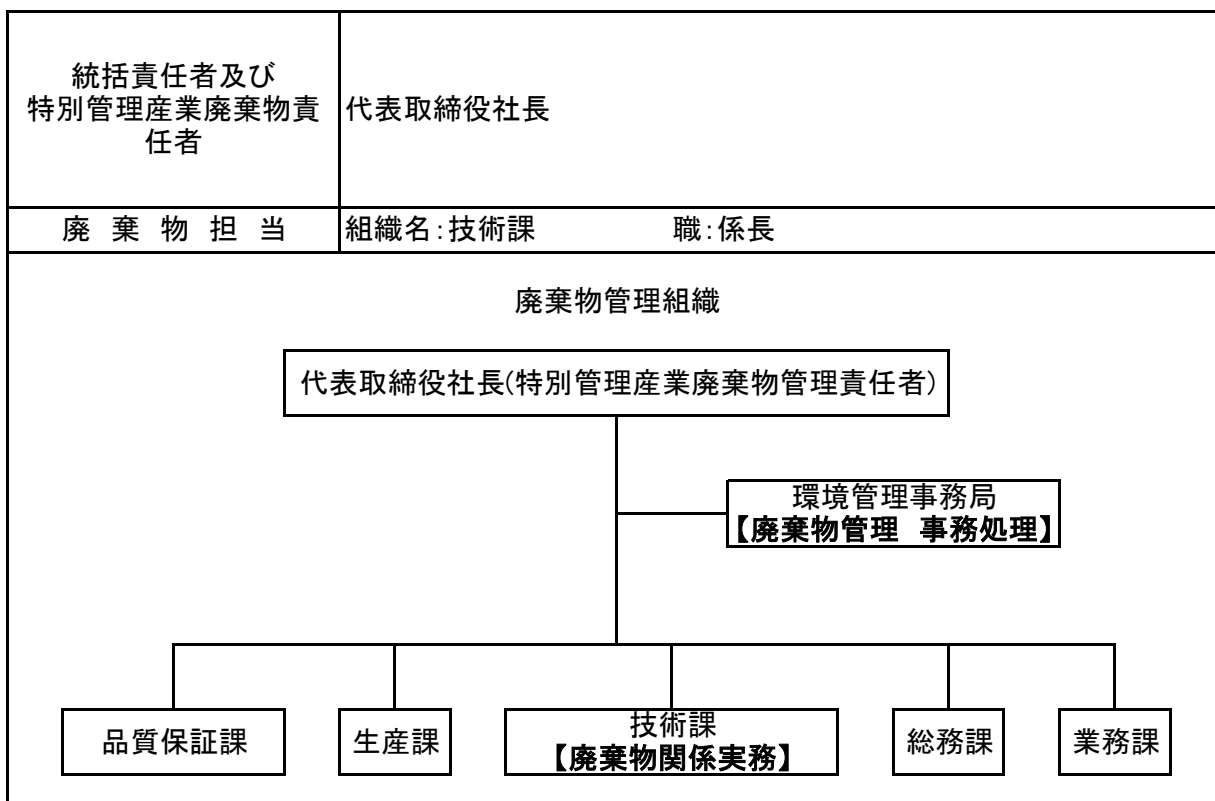 統括責任者及び
特別管理産業廃棄物責
任者
代表取締役社長
廃棄物担当
組織名:技術課 職:係長
廃棄物管理組織
代表取締役社長(特別管理産業廃棄物管理責任者)
環境管理事務局
【廃棄物管理 事務処理】
品質保証課
生産課
技術課
【廃棄物関係実務】
総務課
業務課